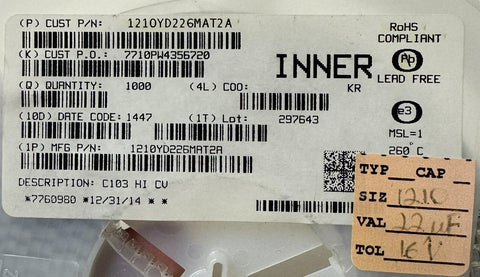 (P) CUST P/N: 1210YD226MAT2A
(K) CUST P.O.: 7710PW4356720
(Q) QUANTITY: 1000 (4L) COO: KR
(10D) DATE CODE: 1447 (1T) Lot: 297643
(1P) MFG P/N: 1210YD226MAT2A
DESCRIPTION: C103 HI CV
*7760980 *12/31/14 * *
INNER
RoHS
COMPLIANT
Pb
LEAD FREE
e3
MSL=1
260°C
TYP CAP
SIZ 1210
VAL 22 uF
TOL 16V